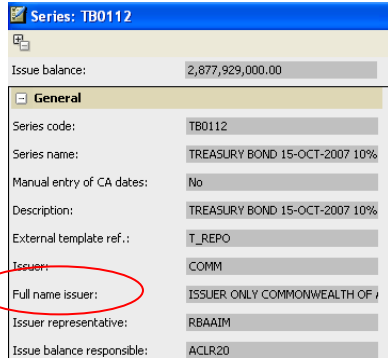 Series: TB0112
Issue balance: 2,877,929,000.00
General
Series code: TB0112
Series name: TREASURY BOND 15-OCT-2007 10%
Manual entry of CA dates: No
Description: TREASURY BOND 15-OCT-2007 10%
External template ref.: T_REPO
Issuer: COMM
Full name issuer: ISSUER ONLY COMMONWEALTH OF
Issuer representative: RBAAIM
Issue balance responsible: ACLR20